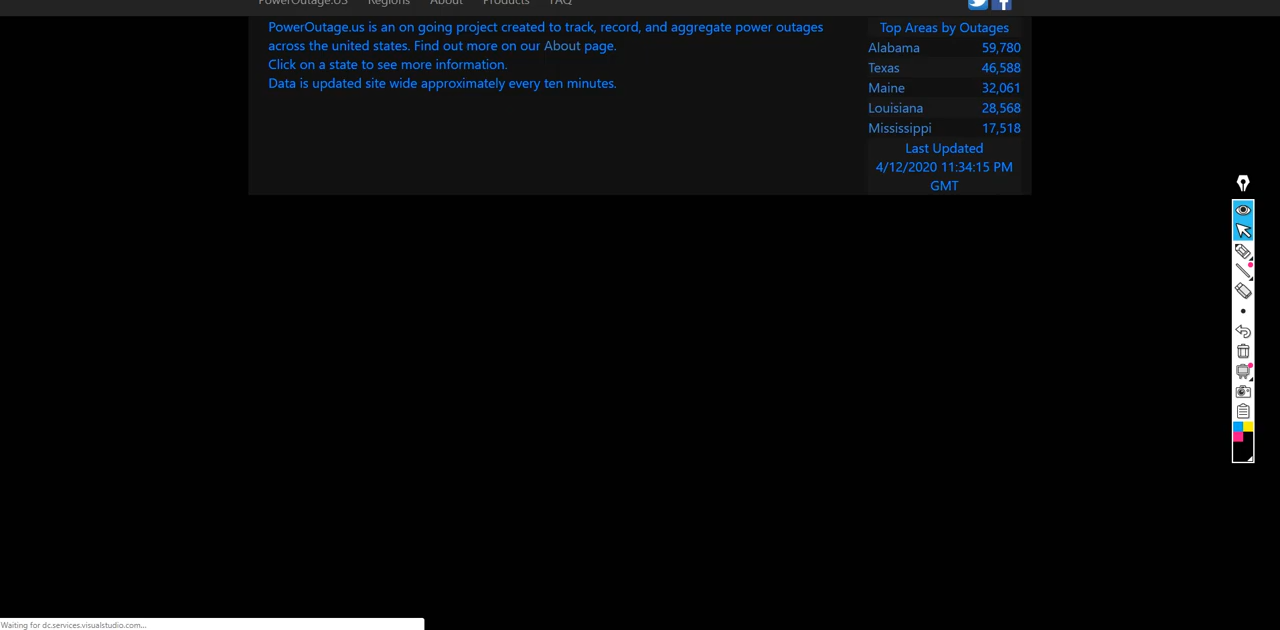 PowerOutage.US Regions About Products FAQ
PowerOutage.us is an on going project created to track, record, and aggregate power outages
across the united states. Find out more on our About page.
Click on a state to see more information.
Data is updated site wide approximately every ten minutes.
Top Areas by Outages
Alabama 59,780
Texas 46,588
Maine 32,061
Louisiana 28,568
Mississippi 17,518
Last Updated
4/12/2020 11:34:15 PM
GMT
Waiting for dc.services.visualstudio.com...